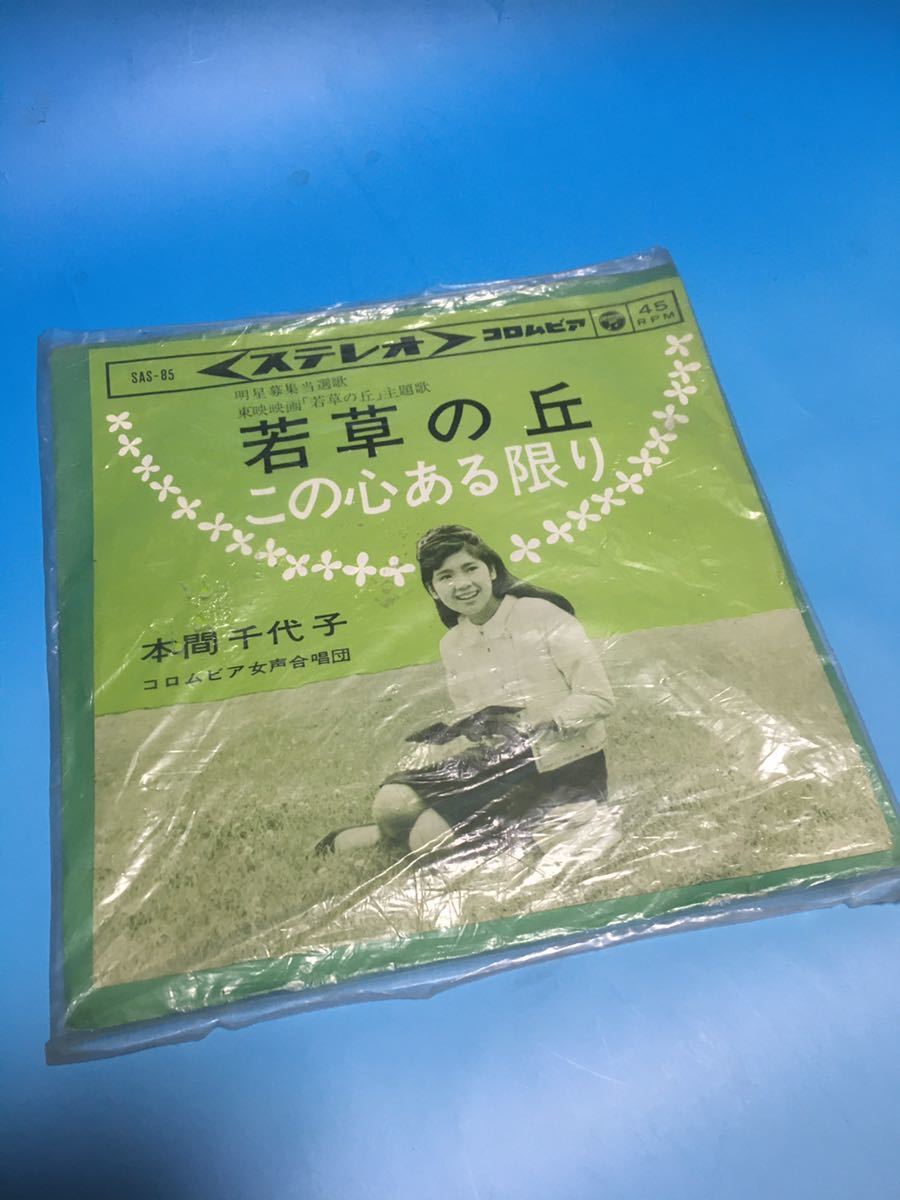 SAS-85
<ステレオ>
コロムビア
45
RPM
明星募集当選歌
東映映画「若草の丘」主題歌
若草の丘
この心ある限り
本間千代子
コロムビア女声合唱団